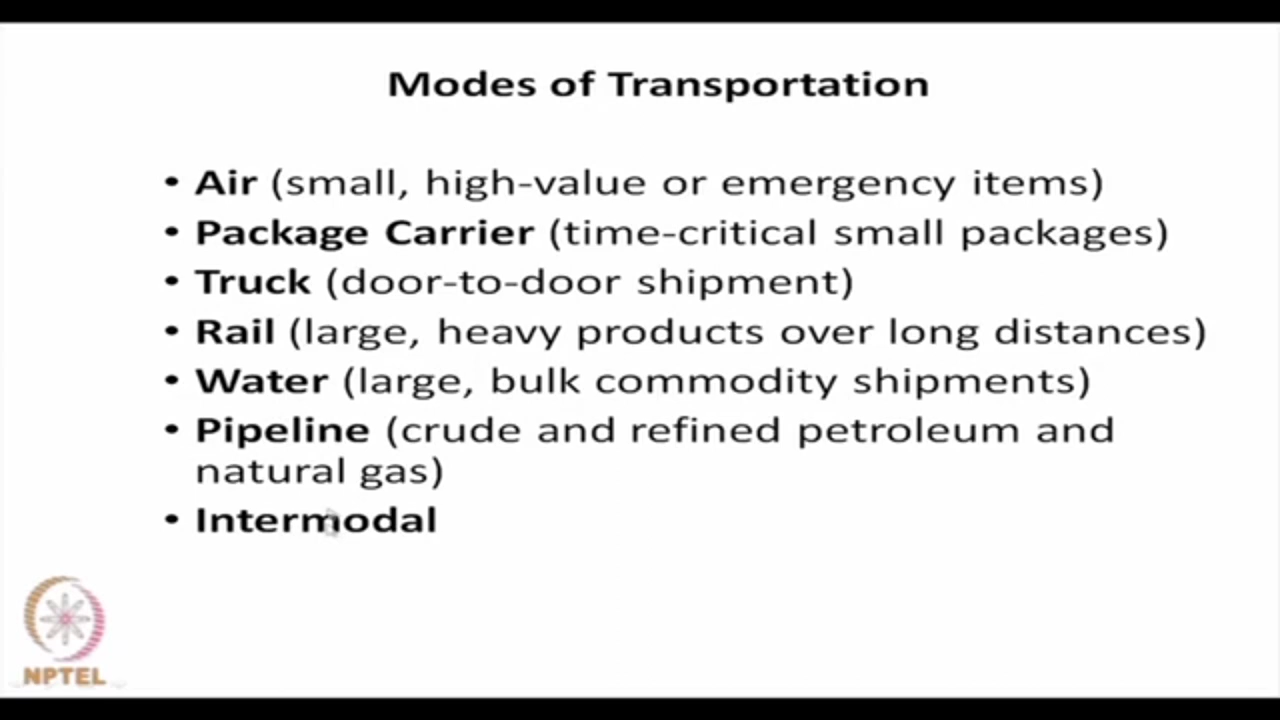 Modes of Transportation
• Air (small, high-value or emergency items)
• Package Carrier (time-critical small packages)
• Truck (door-to-door shipment)
• Rail (large, heavy products over long distances)
• Water (large, bulk commodity shipments)
• Pipeline (crude and refined petroleum and
natural gas)
• Intermodal
NPTEL